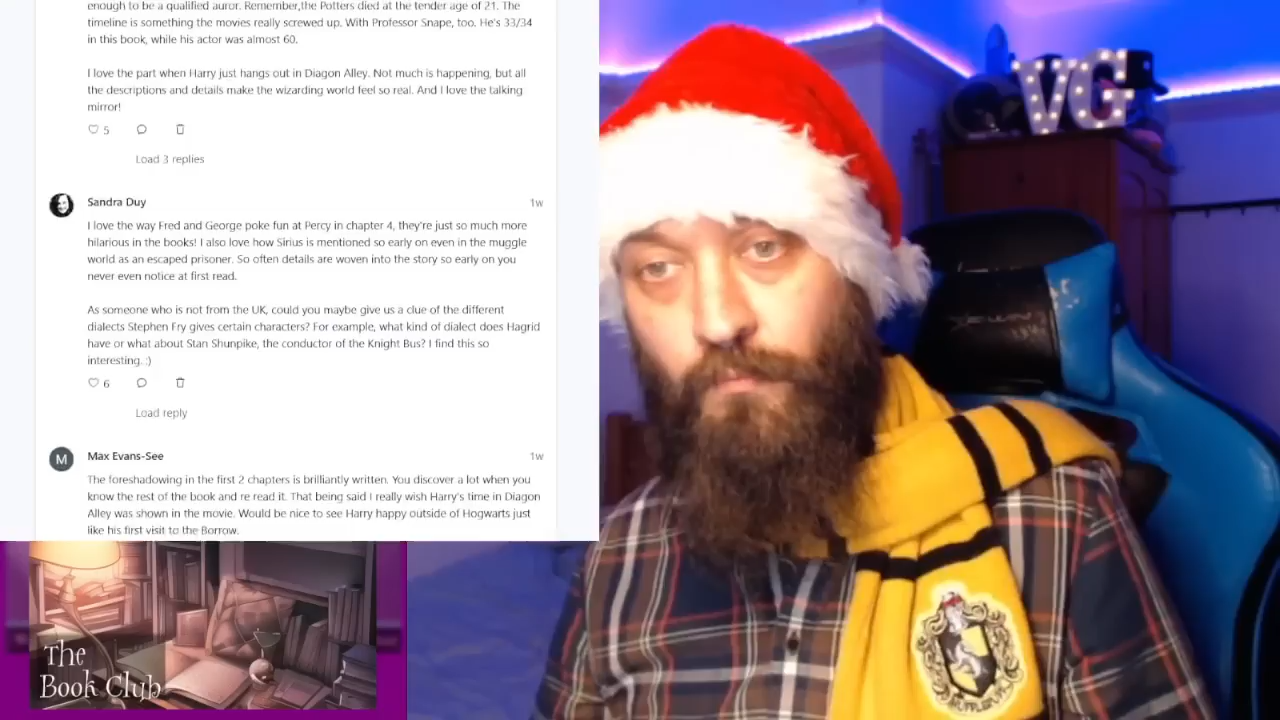 enough to be a qualified auror. Remember,the Potters died at the tender age of 21. The
timeline is something the movies really screwed up. With Professor Snape, too. He's 33/34
in this book, while his actor was almost 60.
I love the part when Harry just hangs out in Diagon Alley. Not much is happening, but all
the descriptions and details make the wizarding world feel so real. And I love the talking
mirror!
5
Load 3 replies
Sandra Duy
1w
I love the way Fred and George poke fun at Percy in chapter 4, they're just so much more
hilarious in the books! I also love how Sirius is mentioned so early on even in the muggle
world as an escaped prisoner. So often details are woven into the story so early on you
never even notice at first read.
As someone who is not from the UK, could you maybe give us a clue of the different
dialects Stephen Fry gives certain characters? For example, what kind of dialect does Hagrid
have or what about Stan Shunpike, the conductor of the Knight Bus? I find this so
interesting. :)
6
Load reply
M
Max Evans-See
1w
The foreshadowing in the first 2 chapters is brilliantly written. You discover a lot when you
know the rest of the book and re read it. That being said I really wish Harry's time in Diagon
Alley was shown in the movie. Would be nice to see Harry happy outside of Hogwarts just
like his first visit to the Borrow.
VG
The
Book Club
HUFFLEPUFF